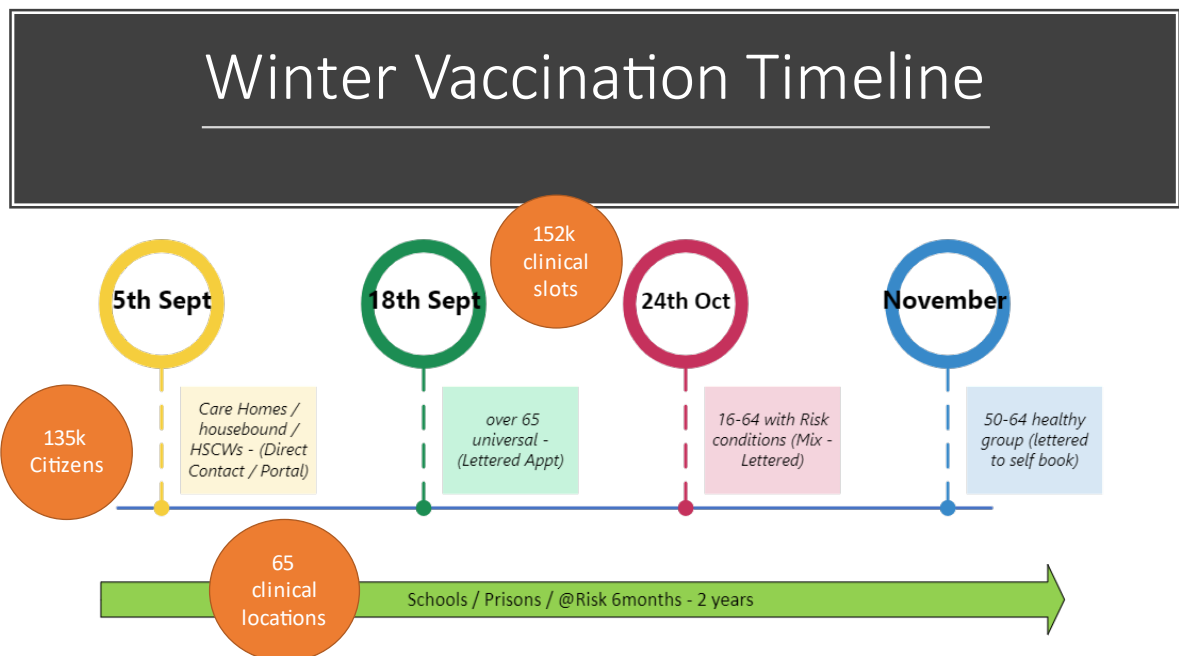 Winter Vaccination Timeline
152k
clinical
slots
5th Sept
18th Sept
24th Oct
November
135k
Citizens
Care Homes /
housebound /
HSCWs - (Direct
Contact / Portal)
over 65
universal -
(Lettered Appt)
16-64 with Risk
conditions (Mix -
Lettered)
50-64 healthy
group (lettered
to self book)
65
clinical
locations
Schools / Prisons / @Risk 6months - 2 years